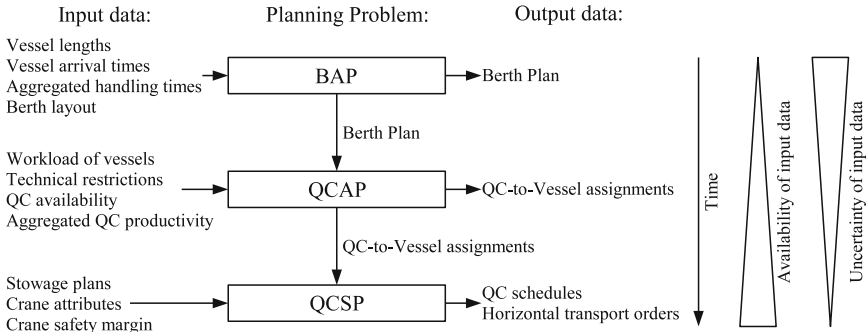 Input data:
Planning Problem:
Output data:
Vessel lengths
Vessel arrival times
Aggregated handling times
Berth layout
BAP
Berth Plan
Berth Plan
Workload of vessels
Technical restrictions
QC availability
Aggregated QC productivity
QCAP
QC-to-Vessel assignments
QC-to-Vessel assignments
Stowage plans
Crane attributes
Crane safety margin
QCSP
QC schedules
Horizontal transport orders
Time
Availability of input data
Uncertainty of input data